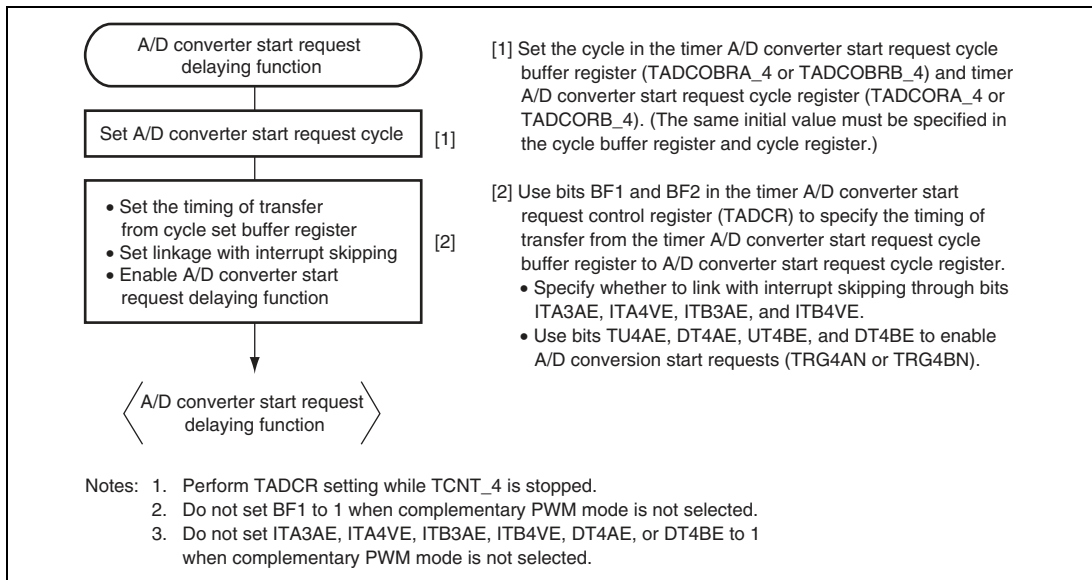 A/D converter start request
delaying function
Set A/D converter start request cycle
[1]
• Set the timing of transfer
from cycle set buffer register
• Set linkage with interrupt skipping
• Enable A/D converter start
request delaying function
[2]
A/D converter start request
delaying function
[1] Set the cycle in the timer A/D converter start request cycle
buffer register (TADCOBRA_4 or TADCOBRB_4) and timer
A/D converter start request cycle register (TADCORA_4 or
TADCORB_4). (The same initial value must be specified in
the cycle buffer register and cycle register.)
[2] Use bits BF1 and BF2 in the timer A/D converter start
request control register (TADCR) to specify the timing of
transfer from the timer A/D converter start request cycle
buffer register to A/D converter start request cycle register.
• Specify whether to link with interrupt skipping through bits
ITA3AE, ITA4VE, ITB3AE, and ITB4VE.
• Use bits TU4AE, DT4AE, UT4BE, and DT4BE to enable
A/D conversion start requests (TRG4AN or TRG4BN).
Notes: 1. Perform TADCR setting while TCNT_4 is stopped.
2. Do not set BF1 to 1 when complementary PWM mode is not selected.
3. Do not set ITA3AE, ITA4VE, ITB3AE, ITB4VE, DT4AE, or DT4BE to 1
when complementary PWM mode is not selected.